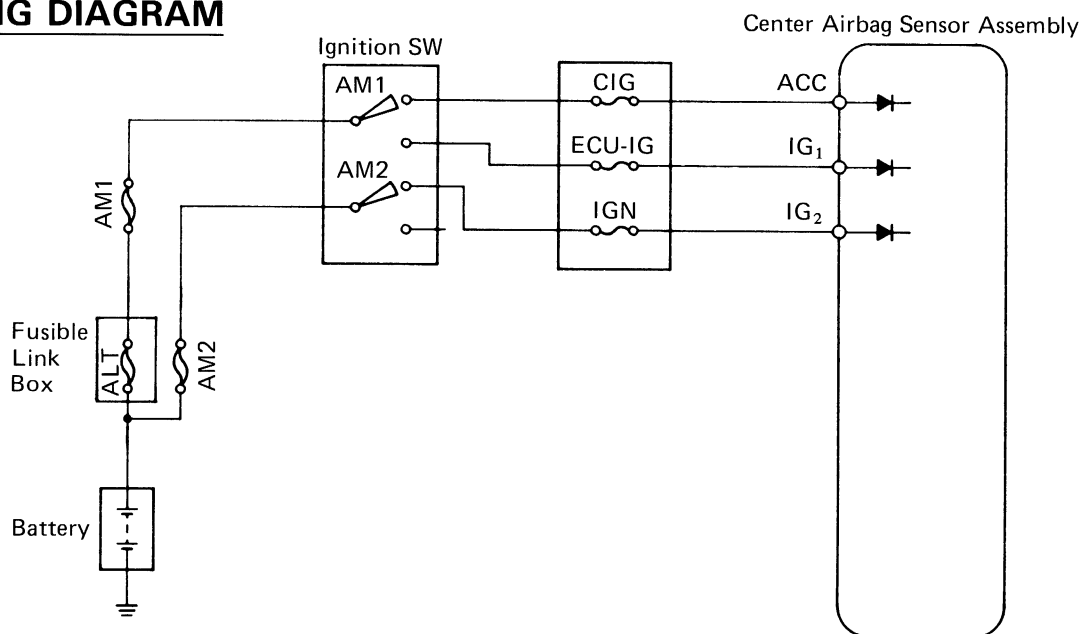 IG DIAGRAM
Center Airbag Sensor Assembly
Ignition SW
AM1
CIG
ACC
ECU-IG
IG₁
AM2
IGN
IG₂
AM1
Fusible
Link
Box
ALT
AM2
Battery